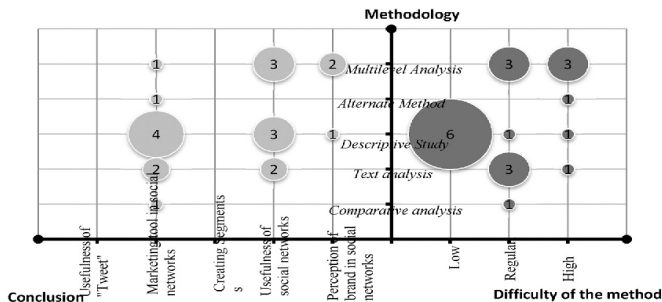 Methodology
1 3 2 Multilevel Analysis 3 3
1 Alternate Method 1
4 3 1 Descriptive Study 6 1 1
2 2 Text analysis 3 1
1 Comparative analysis 1
Usefulness of
"Tweet"
Marketing tool in social
networks
Creating Segments
s
Usefulness of
social networks
Perception of
brand in social
networks
Low
Regular
High
Conclusion
Difficulty of the method